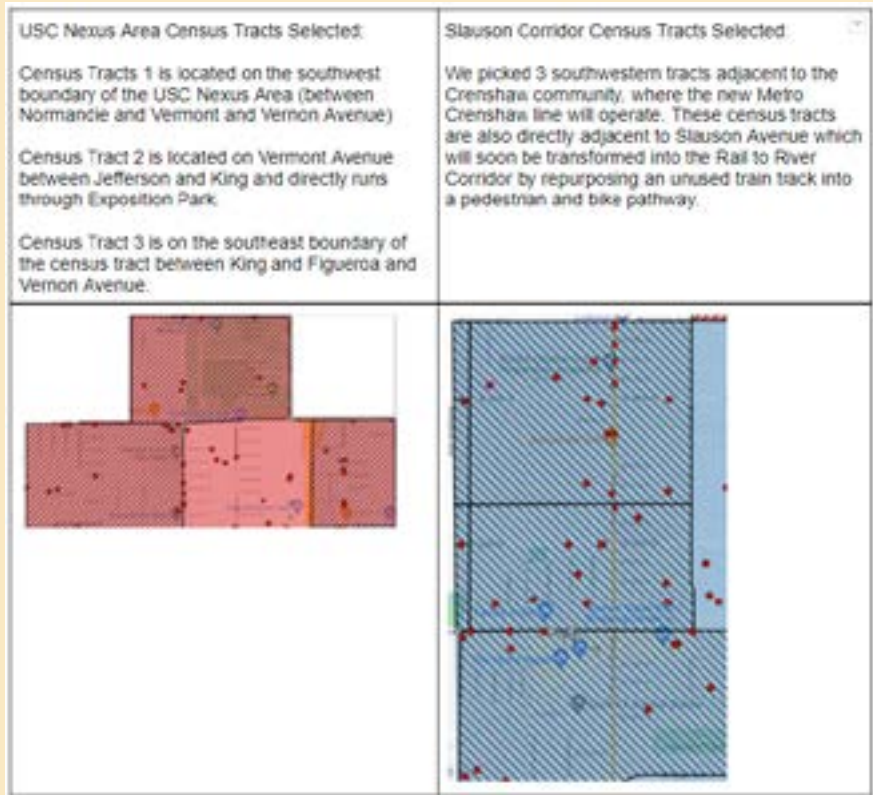 USC Nexus Area Census Tracts Selected:
Census Tracts 1 is located on the southwest
boundary of the USC Nexus Area (between
Normandie and Vermont and Vernon Avenue)
Census Tract 2 is located on Vermont Avenue
between Jefferson and King and directly runs
through Exposition Park.
Census Tract 3 is on the southeast boundary of
the census tract between King and Figueroa and
Vernon Avenue.
Slauson Corridor Census Tracts Selected
We picked 3 southwestern tracts adjacent to the
Crenshaw community, where the new Metro
Crenshaw line will operate. These census tracts
are also directly adjacent to Slauson Avenue which
will soon be transformed into the Rail to River
Corridor by repurposing an unused train track into
a pedestrian and bike pathway.